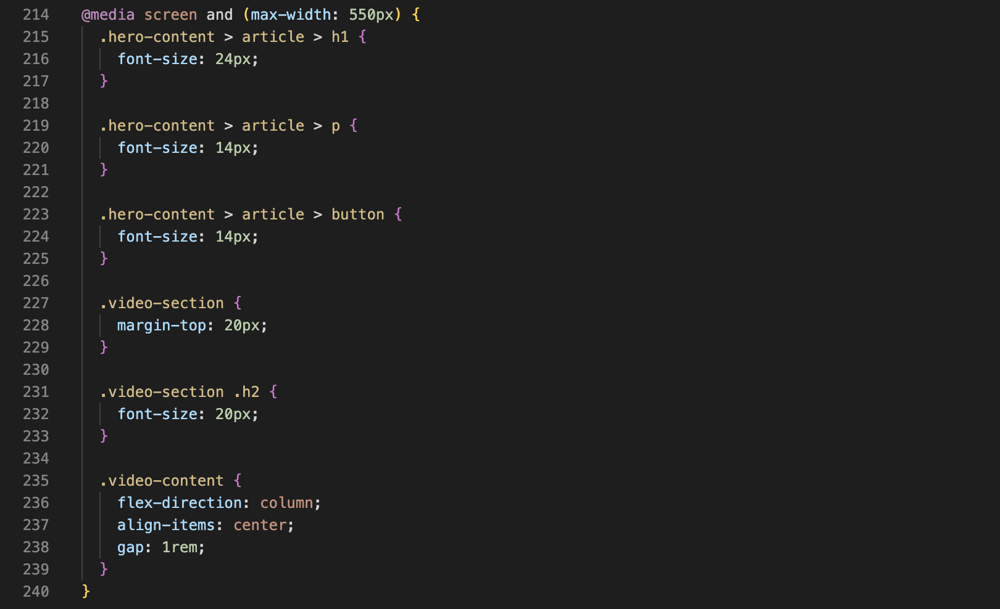 214 @media screen and (max-width: 550px) {
215 .hero-content > article > h1 {
216 font-size: 24px;
217 }
218
219 .hero-content > article > p {
220 font-size: 14px;
221 }
222
223 .hero-content > article > button {
224 font-size: 14px;
225 }
226
227 .video-section {
228 margin-top: 20px;
229 }
230
231 .video-section .h2 {
232 font-size: 20px;
233 }
234
235 .video-content {
236 flex-direction: column;
237 align-items: center;
238 gap: 1rem;
239 }
240 }